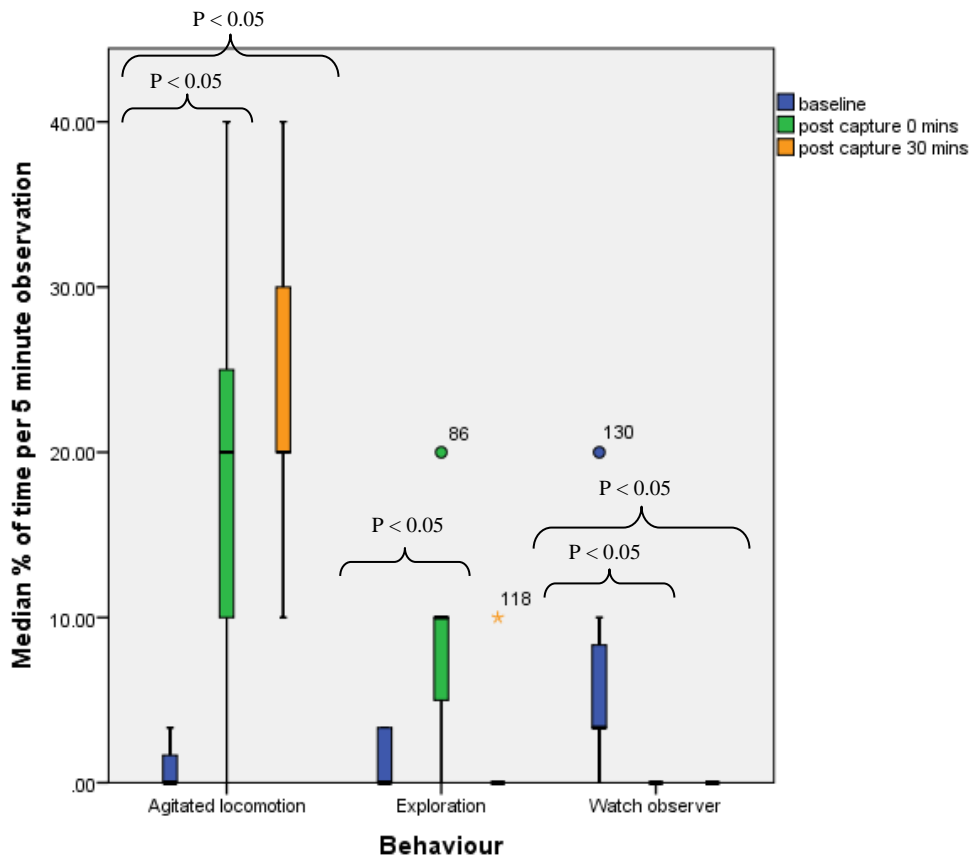 P < 0.05
P < 0.05
baseline
post capture 0 mins
post capture 30 mins
40.00
30.00
20.00
10.00
.00
Median % of time per 5 minute observation
86
130
P < 0.05
P < 0.05
P < 0.05
118
Agitated locomotion
Exploration
Watch observer
Behaviour